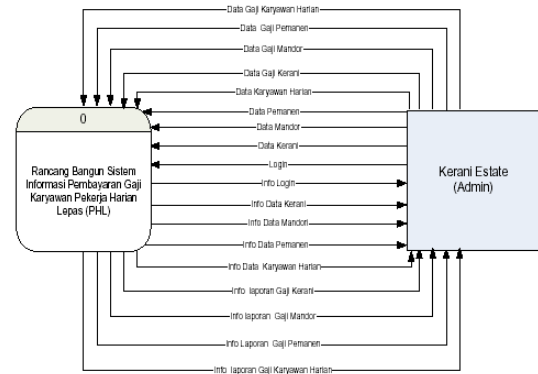 Data Gaji Karyawan Harian
Data Gaji Pemanen
Data Gaji Mandor
Data Gaji Kerani
Data Karyawan Harian
Data Pemanen
Data Mandor
Data Kerani
Login
Info Login
Info Data Kerani
Info Data Mandori
Info Data Pemanen
Info Data Karyawan Harian
Info laporan Gaji Kerani
Info laporan Gaji Mandor
Info Laporan Gaji Pemanen
Info laporan Gaji Karyawan Harian
0
Rancang Bangun Sistem
Informasi Pembayaran Gaji
Karyawan Pekerja Harian
Lepas (PHL)
Kerani Estate
(Admin)